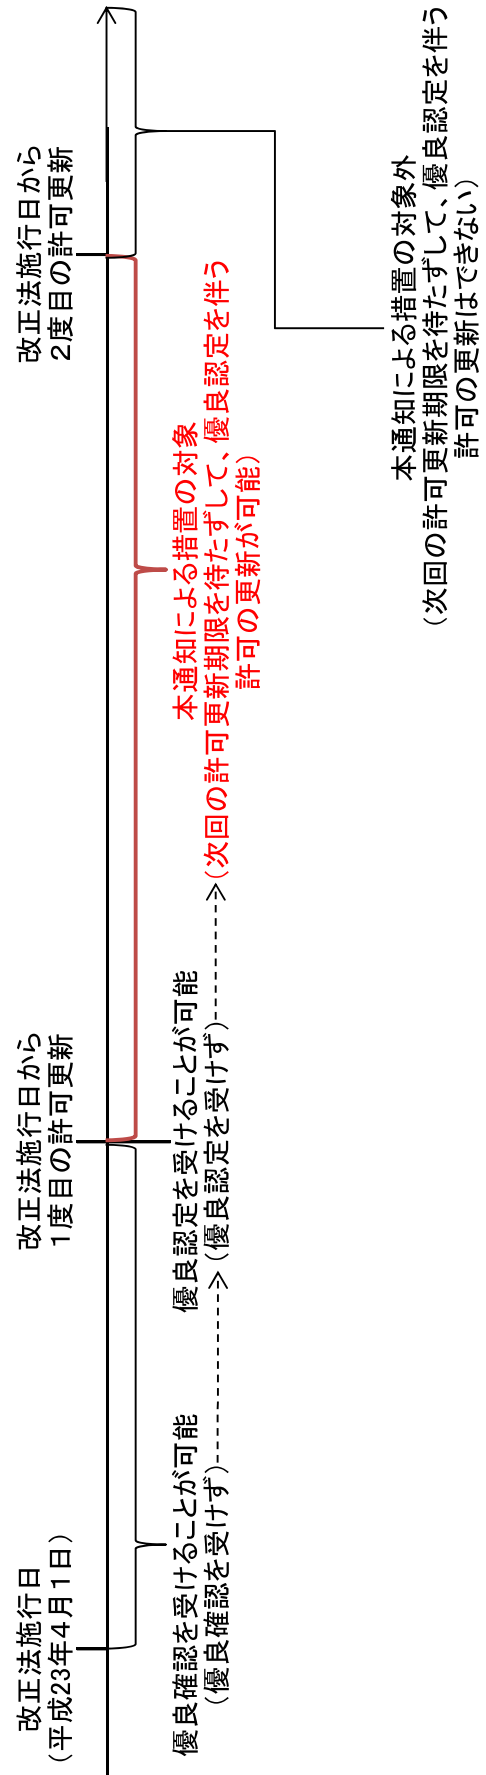 改正法施行日
（平成23年４月１日）
改正法施行日から
１度目の許可更新
改正法施行日から
２度目の許可更新
優良確認を受けることが可能
（優良確認を受けず）
優良認定を受けることが可能
（優良認定を受けず）
本通知による措置の対象
（次回の許可更新期限を待たずして、優良認定を伴う
許可の更新が可能）
本通知による措置の対象外
（次回の許可更新期限を待たずして、優良認定を伴う
許可の更新はできない）